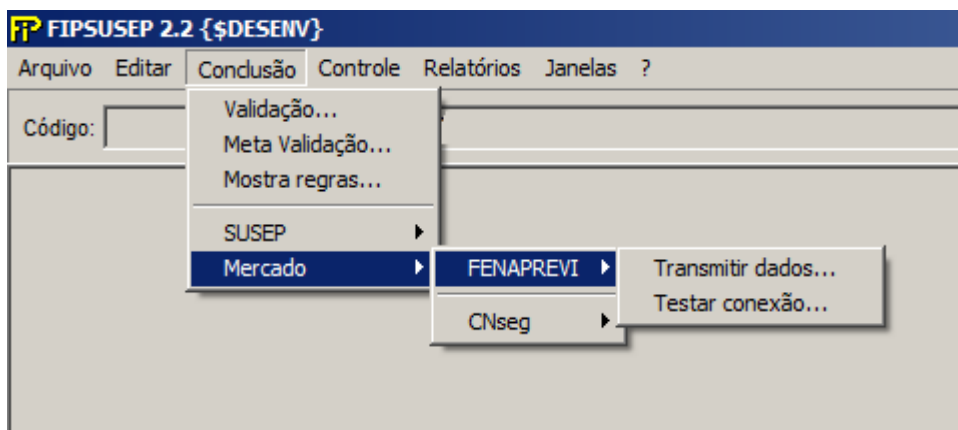 FIP FIPSUSEP 2.2 {$DESENV}
Arquivo Editar Conclusão Controle Relatórios Janelas ?
Código:
Validação...
Meta Validação...
Mostra regras...
SUSEP
Mercado
FENAPREVI
CNseg
Transmitir dados...
Testar conexão...